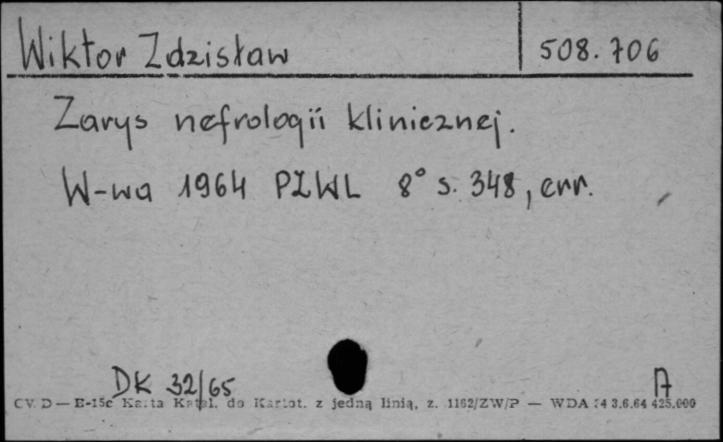 Wiktor Zdzisław 508.706
Zarys nefrologii klinicznej.
W-wa 1964 PZWL 8° s. 348, err.
DK 32/65 A
CV. D — E-15c Karta Katal. do Kartot. z jedną linią, z. 1162/ZW/P — WDA 3.6.64 425.000